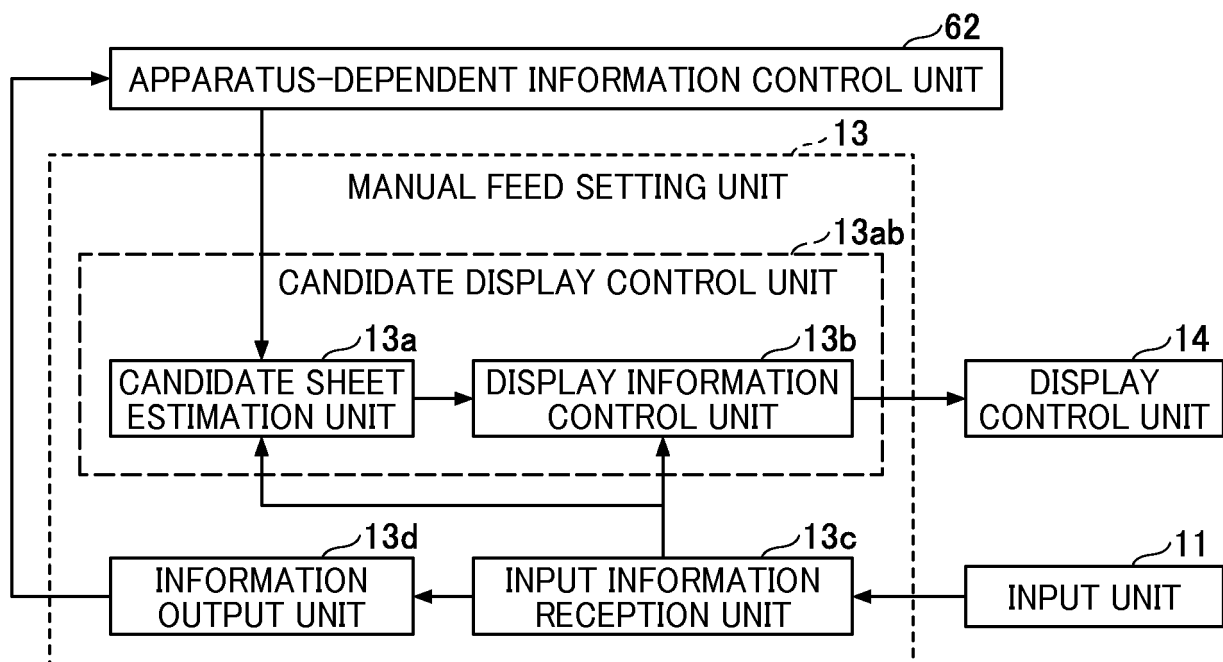 62
APPARATUS-DEPENDENT INFORMATION CONTROL UNIT
13
MANUAL FEED SETTING UNIT
13ab
CANDIDATE DISPLAY CONTROL UNIT
13a
CANDIDATE SHEET
ESTIMATION UNIT
13b
DISPLAY INFORMATION
CONTROL UNIT
14
DISPLAY
CONTROL UNIT
13d
INFORMATION
OUTPUT UNIT
13c
INPUT INFORMATION
RECEPTION UNIT
11
INPUT UNIT